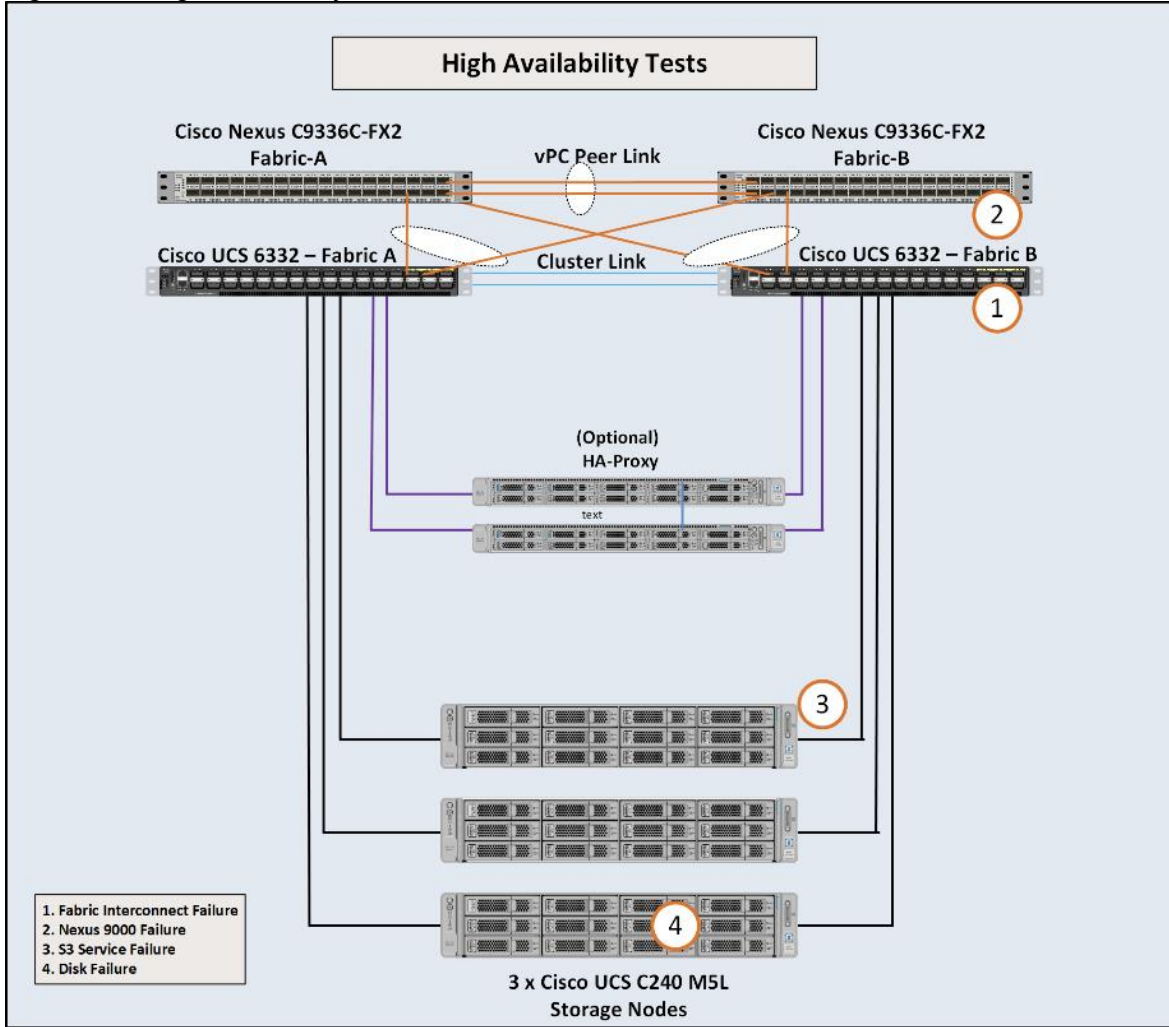 High Availability Tests
Cisco Nexus C9336C-FX2
Fabric-A
vPC Peer Link
Cisco Nexus C9336C-FX2
Fabric-B
2
Cisco UCS 6332 – Fabric A
Cluster Link
Cisco UCS 6332 – Fabric B
1
(Optional)
HA-Proxy
text
3
4
1. Fabric Interconnect Failure
2. Nexus 9000 Failure
3. S3 Service Failure
4. Disk Failure
3 x Cisco UCS C240 M5L
Storage Nodes